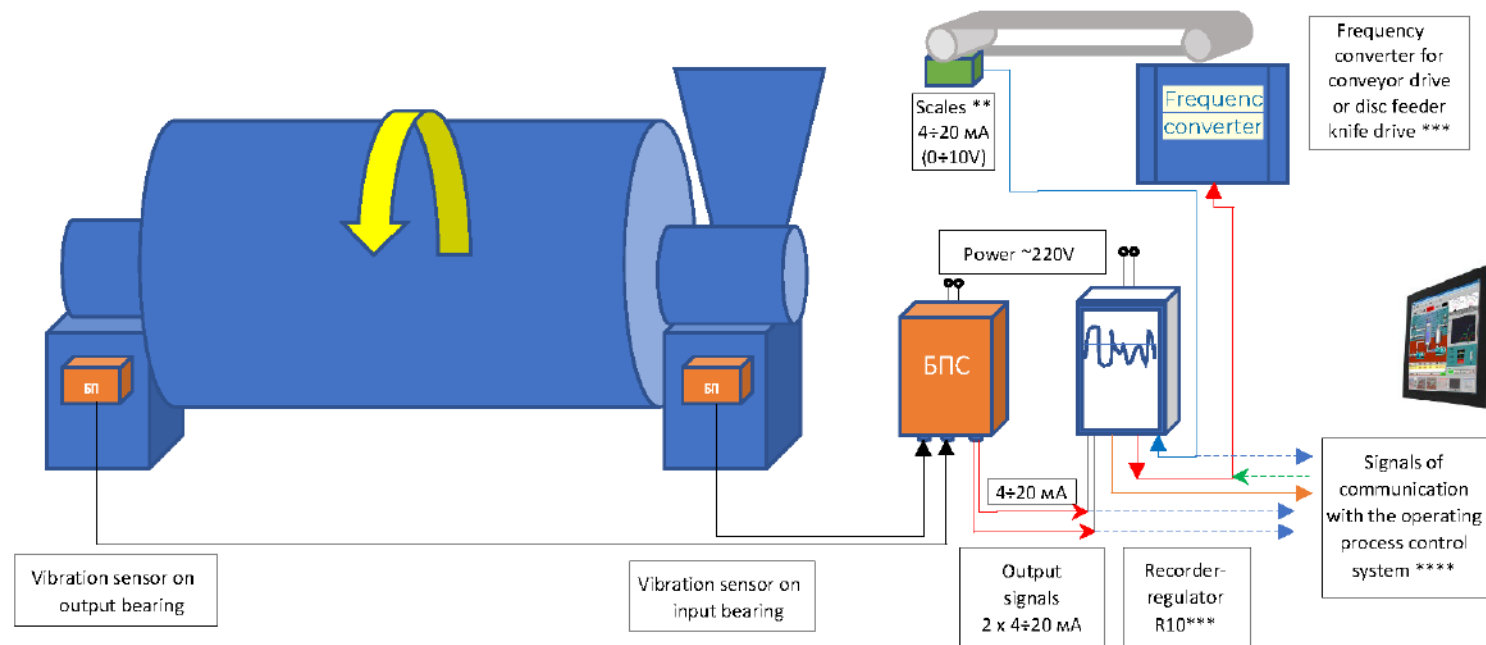 Frequency
converter for
conveyor drive
or disc feeder
knife drive ***
Frequenc
converter
Scales **
4÷20 мА
(0÷10V)
Power ~220V
БПС
БП
БП
4÷20 мА
Signals of
communication
with the operating
process control
system ****
Vibration sensor on
output bearing
Vibration sensor on
input bearing
Output
signals
2 x 4÷20 мА
Recorder-
regulator
R10***